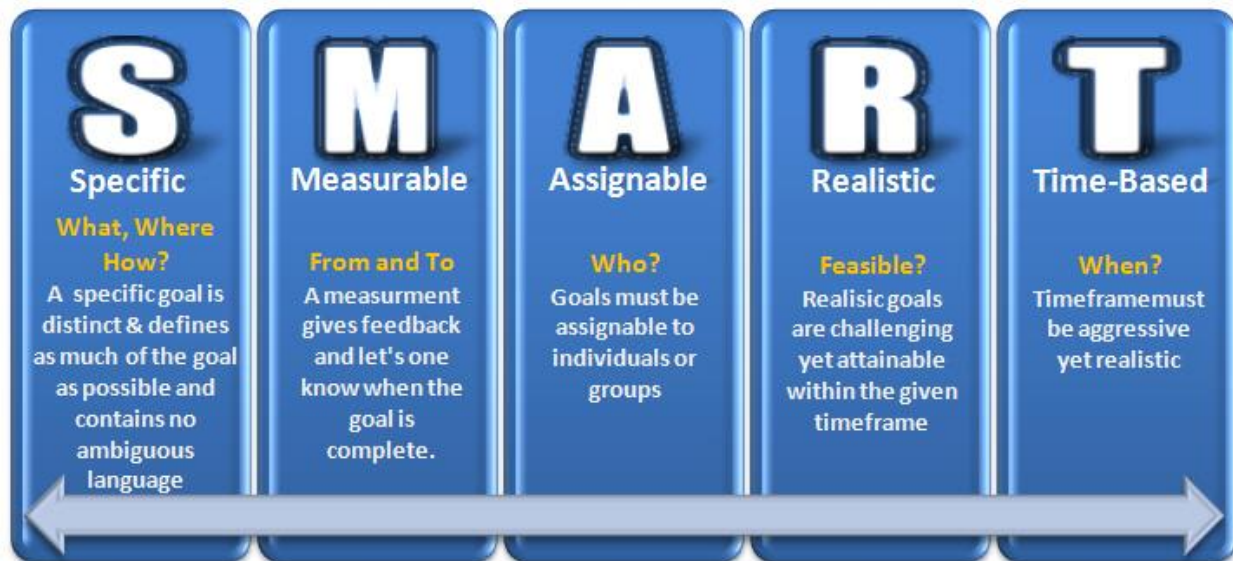 S
Specific
What, Where
How?
A specific goal is
distinct & defines
as much of the goal
as possible and
contains no
ambiguous
language
M
Measurable
From and To
A measurment
gives feedback
and let's one
know when the
goal is
complete.
A
Assignable
Who?
Goals must be
assignable to
individuals or
groups
R
Realistic
Feasible?
Realisic goals
are challenging
yet attainable
within the given
timeframe
T
Time-Based
When?
Timeframemust
be aggressive
yet realistic